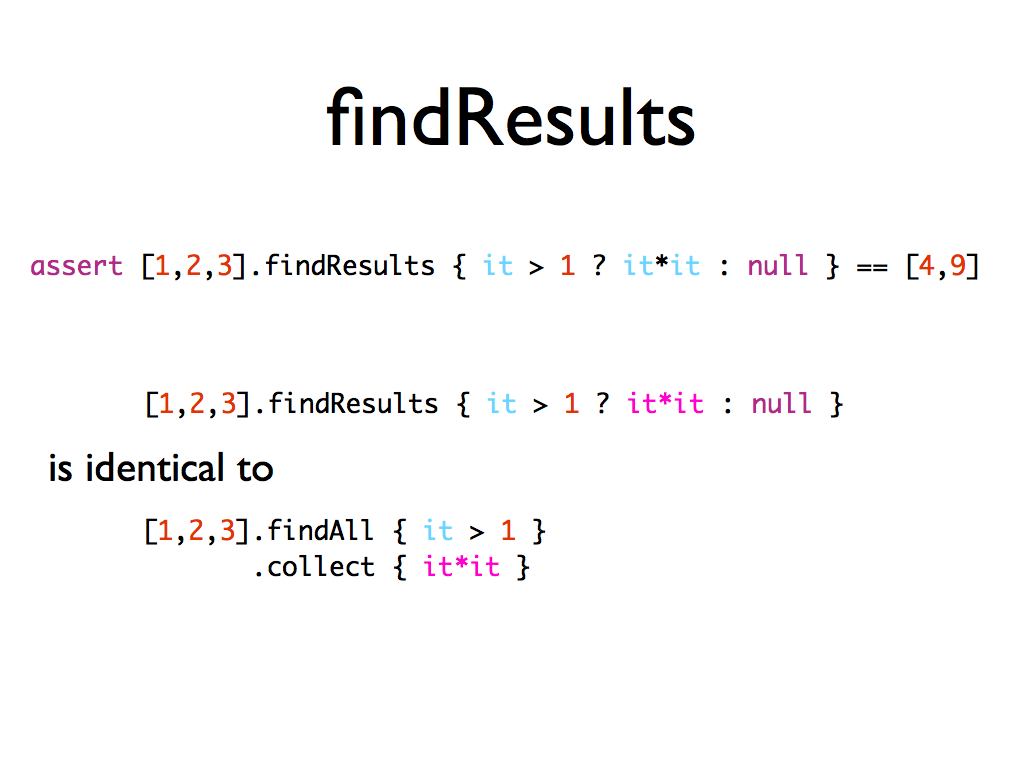 findResults
assert [1,2,3].findResults { it > 1 ? it*it : null } == [4,9]
[1,2,3].findResults { it > 1 ? it*it : null }
is identical to
[1,2,3].findAll { it > 1 }
.collect { it*it }